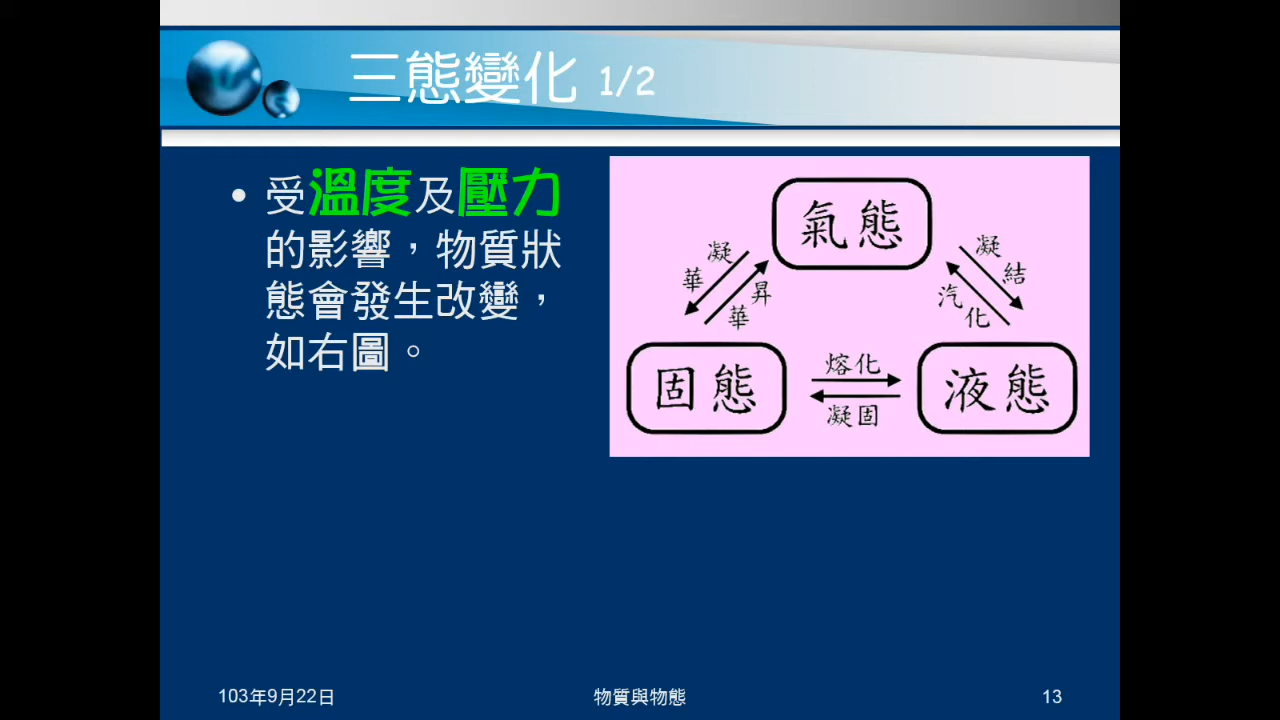 三態變化 1/2
• 受溫度及壓力
的影響，物質狀
態會發生改變，
如右圖。
氣態
凝華
昇華
凝結
汽化
固態
熔化
凝固
液態
103年9月22日
物質與物態
13